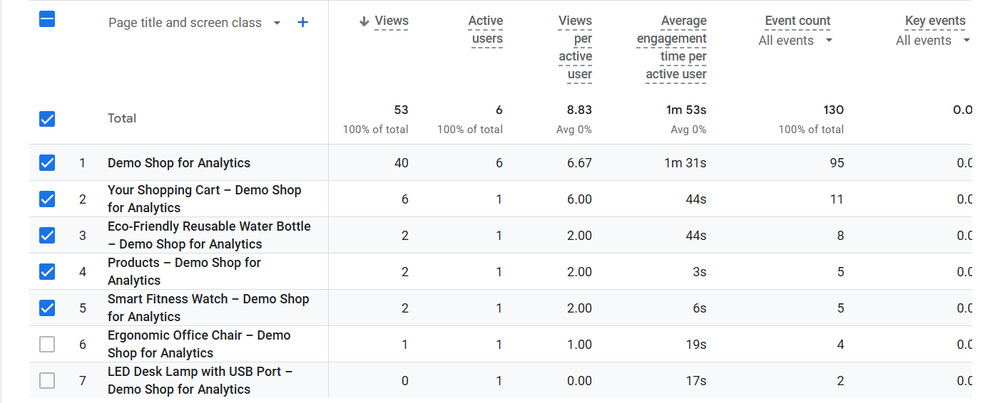 Page title and screen class
Views
Active users
Views per active user
Average engagement time per active user
Event count
All events
Key events
All events
Total
53
6
8.83
1m 53s
130
0.0
100% of total
100% of total
Avg 0%
Avg 0%
100% of total
1 Demo Shop for Analytics 40 6 6.67 1m 31s 95 0.0
2 Your Shopping Cart – Demo Shop for Analytics 6 1 6.00 44s 11 0.0
3 Eco-Friendly Reusable Water Bottle – Demo Shop for Analytics 2 1 2.00 44s 8 0.0
4 Products – Demo Shop for Analytics 2 1 2.00 3s 5 0.0
5 Smart Fitness Watch – Demo Shop for Analytics 2 1 2.00 6s 5 0.0
6 Ergonomic Office Chair – Demo Shop for Analytics 1 1 1.00 19s 4 0.0
7 LED Desk Lamp with USB Port – Demo Shop for Analytics 0 1 0.00 17s 2 0.0